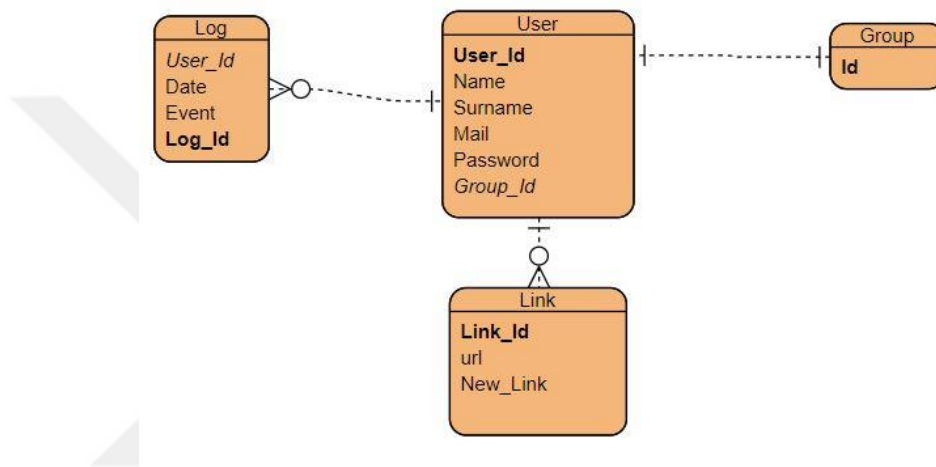 Log
User_Id
Date
Event
Log_Id
User
User_Id
Name
Surname
Mail
Password
Group_Id
Group
Id
Link
Link_Id
url
New_Link